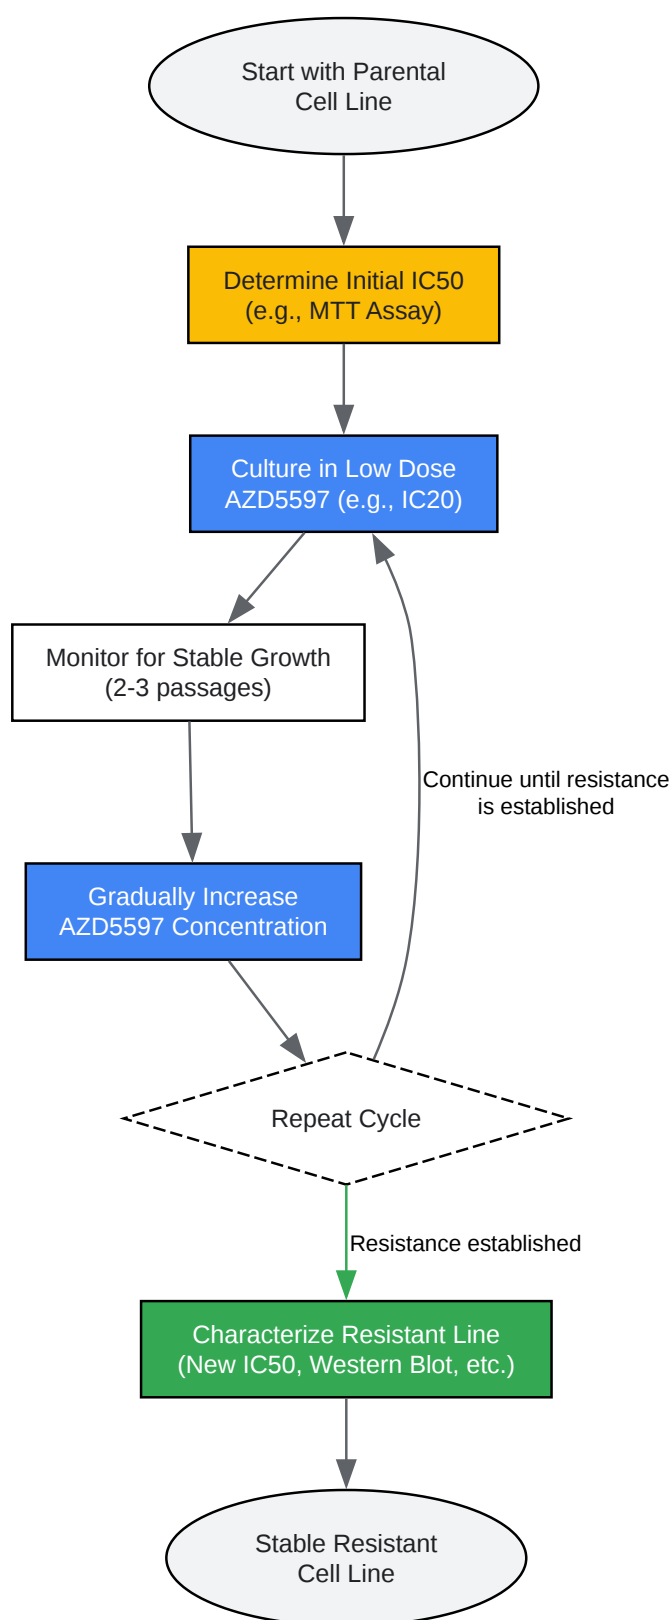 Start with Parental
Cell Line
Determine Initial IC50
(e.g., MTT Assay)
Culture in Low Dose
AZD5597 (e.g., IC20)
Monitor for Stable Growth
(2-3 passages)
Continue until resistance
is established
Gradually Increase
AZD5597 Concentration
Repeat Cycle
Resistance established
Characterize Resistant Line
(New IC50, Western Blot, etc.)
Stable Resistant
Cell Line